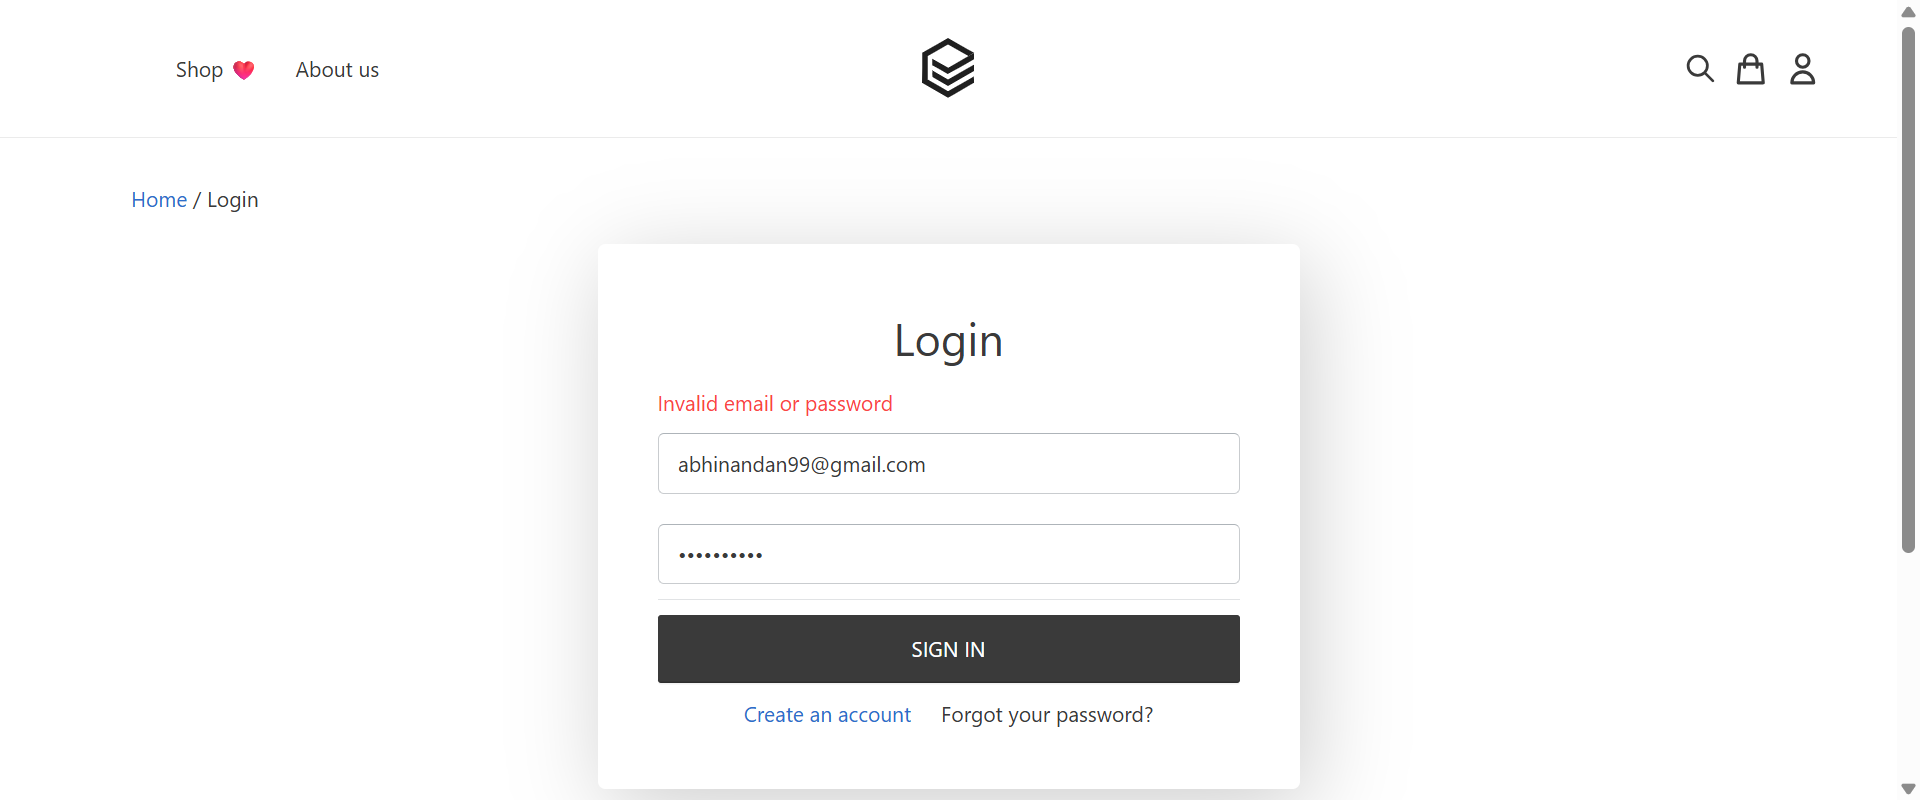 Shop ❤️ About us
Home / Login
Login
Invalid email or password
abhinandan99@gmail.com
••••••••••
SIGN IN
Create an account Forgot your password?